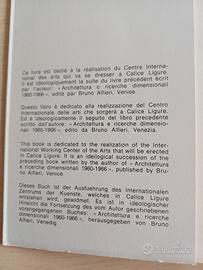 Ce livre est dédié à la réalisation du Centre Interna-
tional des arts qui va se dresser a Calice Ligure.
Il est idéologiquement la suite du livre précédent écrit
par l'auteur: « Architettura e ricerche dimensionali
1960-1966 », édité par Bruno Alfieri, Venise.
Questo libro è dedicato alla realizzazione del Centro
Internazionale delle arti che sorgerà a Calice Ligure.
Ed è ideologicamente il seguito del libro precedente
scritto dall'autore: « Architettura e ricerche dimensio-
nali 1960-1966 », edito da Bruno Alfieri, Venezia.
This book is dedicated to the realization of the Inter-
national Working Center of the Arts that will be erected
in Calice Ligure. It is an ideological succession of the
preceding book written by the author of « Architettura
e ricerche dimensionali 1960-1966 », published by Bru-
no Alfieri, Venice.
Dieses Buch ist der Ausfuehrung des Internationalen
Zentrums der Kuenste, welches in Calice Ligure
entstehen wird, gewidmet. Es ist in ideologischer
Hinsicht die Fortsetzung des vom Autor geschriebenen
vorangegangenen Buches: « Architettura e ricerche
dimensionali 1960-1966 », herausgegeben von Bruno
Alfieri, Venedig.
subito.it